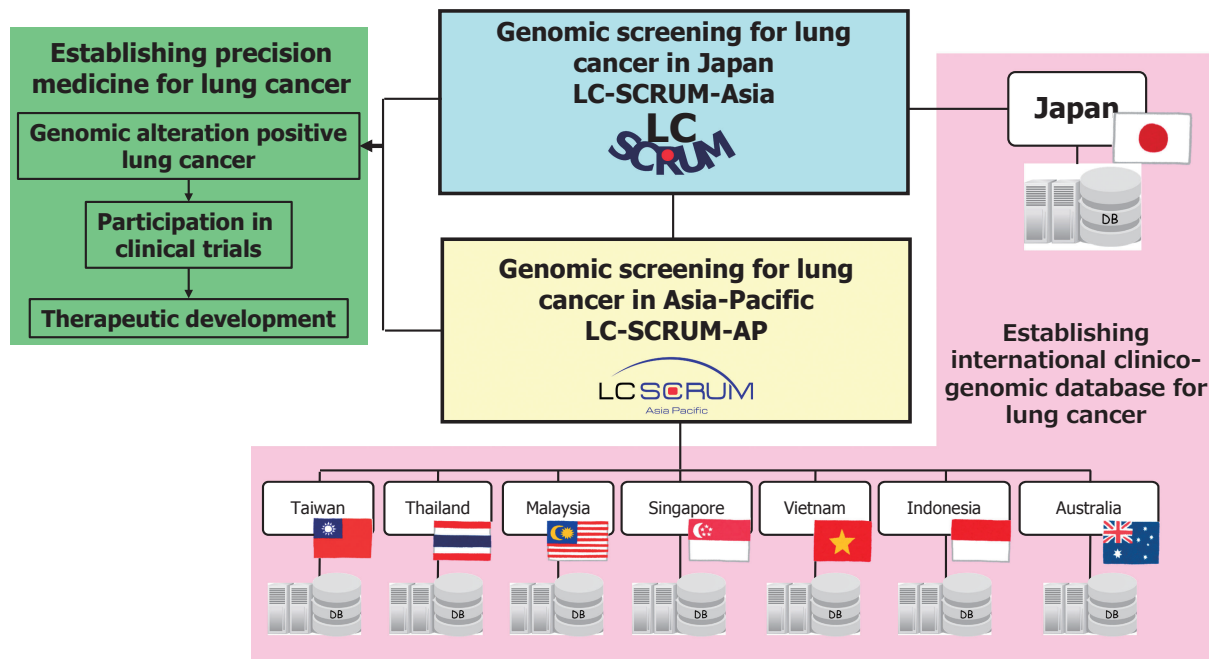 Establishing precision
medicine for lung cancer
Genomic alteration positive
lung cancer
Participation in
clinical trials
Therapeutic development
Genomic screening for lung
cancer in Japan
LC-SCRUM-Asia
LC
SCRUM
Genomic screening for lung
cancer in Asia-Pacific
LC-SCRUM-AP
LC SCRUM
Asia Pacific
Japan
DB
Establishing
international clinico-
genomic database for
lung cancer
Taiwan
Thailand
Malaysia
Singapore
Vietnam
Indonesia
Australia
DB
DB
DB
DB
DB
DB
DB